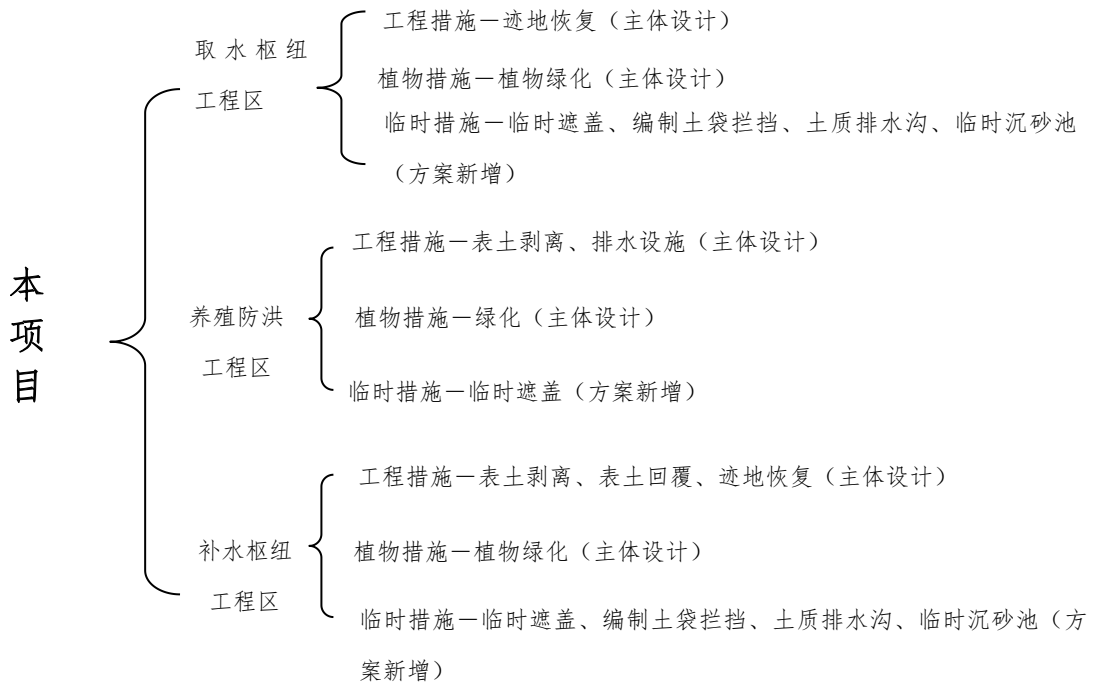 本项目
取水枢纽
工程区
工程措施—迹地恢复（主体设计）
植物措施—植物绿化（主体设计）
临时措施—临时遮盖、编制土袋拦挡、土质排水沟、临时沉砂池
（方案新增）
养殖防洪
工程区
工程措施—表土剥离、排水设施（主体设计）
植物措施—绿化（主体设计）
临时措施—临时遮盖（方案新增）
补水枢纽
工程区
工程措施—表土剥离、表土回覆、迹地恢复（主体设计）
植物措施—植物绿化（主体设计）
临时措施—临时遮盖、编制土袋拦挡、土质排水沟、临时沉砂池（方
案新增）